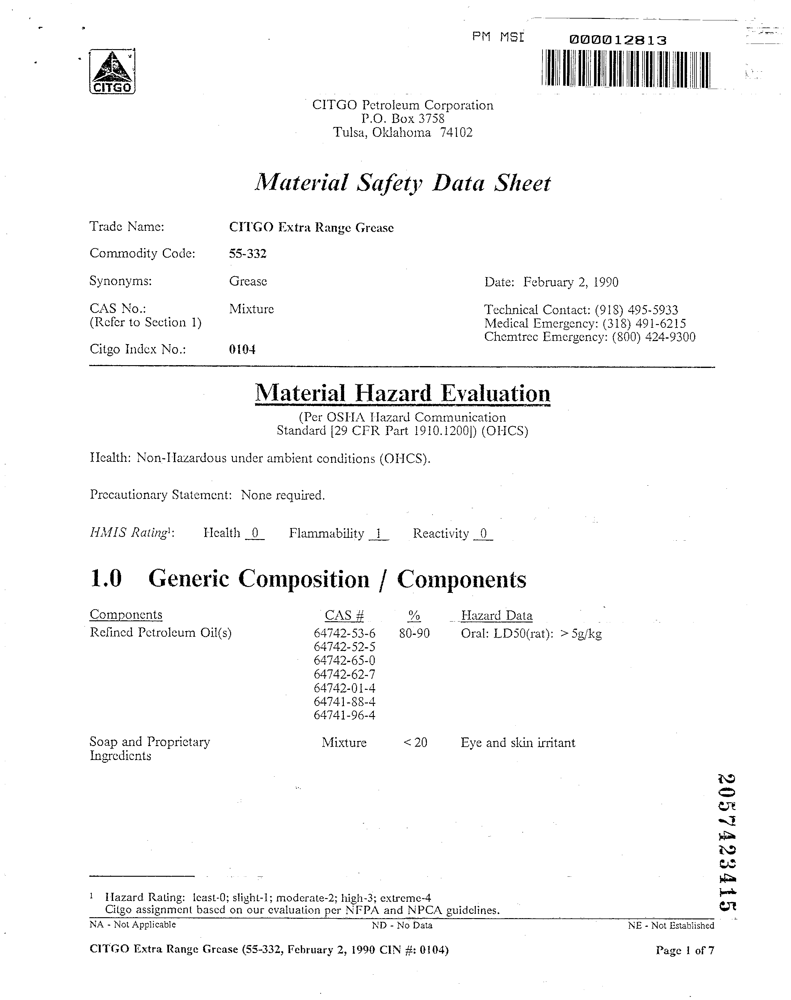 PM MSI 000012813
CITGO
CITGO Petroleum Corporation
P.O. Box 3758
Tulsa, Oklahoma 74102
Material Safety Data Sheet
Trade Name: CITGO Extra Range Grease
Commodity Code: 55-332
Synonyms: Grease Date: February 2, 1990
CAS No.: Mixture Technical Contact: (918) 495-5933
(Refer to Section 1) Medical Emergency: (318) 491-6215
Chemtrec Emergency: (800) 424-9300
Citgo Index No.: 0104
Material Hazard Evaluation
(Per OSHA Hazard Communication
Standard [29 CFR Part 1910.1200]) (OHCS)
Health: Non-Hazardous under ambient conditions (OHCS).
Precautionary Statement: None required.
HMIS Rating¹: Health 0 Flammability 1 Reactivity 0
1.0 Generic Composition / Components
Components CAS # % Hazard Data
Refined Petroleum Oil(s) 64742-53-6 80-90 Oral: LD50(rat): > 5g/kg
64742-52-5
64742-65-0
64742-62-7
64742-01-4
64741-88-4
64741-96-4
Soap and Proprietary Mixture < 20 Eye and skin irritant
Ingredients
2057423415
¹ Hazard Rating: least-0; slight-1; moderate-2; high-3; extreme-4
Citgo assignment based on our evaluation per NFPA and NPCA guidelines.
NA - Not Applicable ND - No Data NE - Not Established
CITGO Extra Range Grease (55-332, February 2, 1990 CIN #: 0104) Page 1 of 7